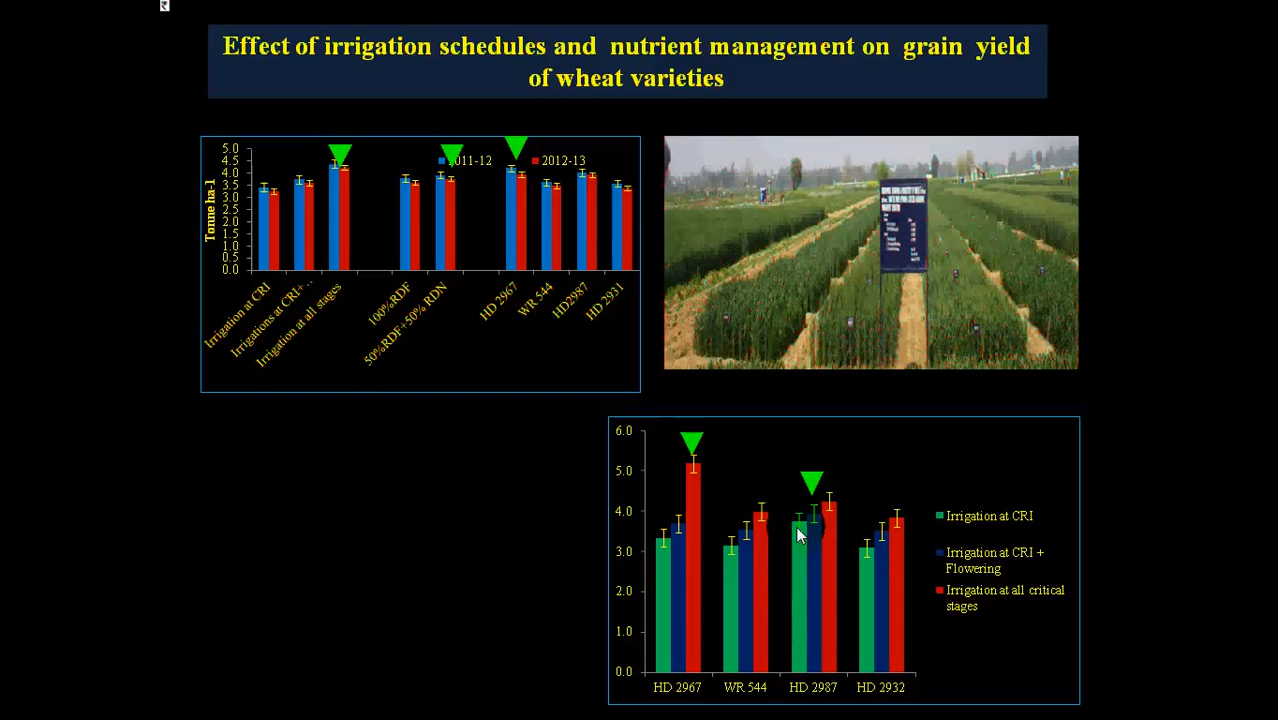 ₹
Effect of irrigation schedules and nutrient management on grain yield
of wheat varieties
5.0
4.5
4.0
3.5
3.0
2.5
2.0
1.5
1.0
0.5
0.0
Tonne ha-1
2011-12
2012-13
Irrigation at CRI
Irrigations at CRI+...
Irrigation at all stages
100%RDF
50%RDF+50% RDN
HD 2967
WR 544
HD2987
HD 2931
6.0
5.0
4.0
3.0
2.0
1.0
0.0
HD 2967
WR 544
HD 2987
HD 2932
Irrigation at CRI
Irrigation at CRI +
Flowering
Irrigation at all critical
stages